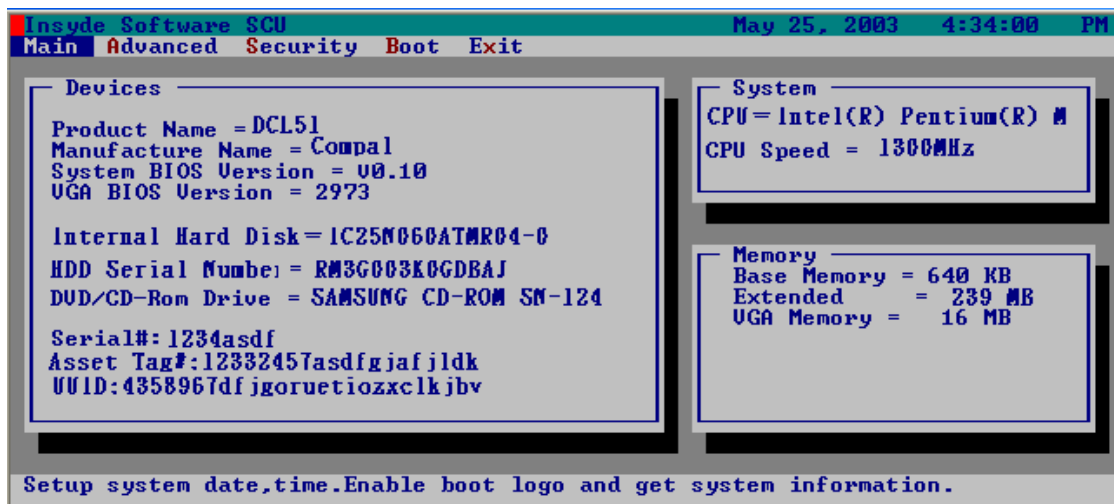 Insyde Software SCU May 25, 2003 4:34:00 PM
Main Advanced Security Boot Exit
Devices
Product Name = DCL51
Manufacture Name = Compal
System BIOS Version = V0.10
VGA BIOS Version = 2973
Internal Hard Disk = IC25N060ATMR04-0
HDD Serial Number = RM3G003K0GDBAJ
DVD/CD-Rom Drive = SAMSUNG CD-ROM SN-124
Serial#: 1234asdf
Asset Tag#:12332457asdfgjafjldk
UUID:4358967dfjgoruetiozxclkjbv
System
CPU = Intel(R) Pentium(R) M
CPU Speed = 1300MHz
Memory
Base Memory = 640 KB
Extended = 239 MB
VGA Memory = 16 MB
Setup system date,time.Enable boot logo and get system information.